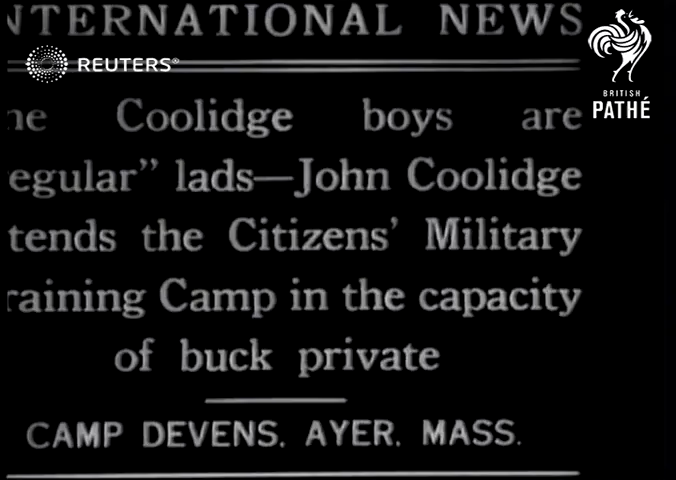 NTERNATIONAL NEWS
REUTERS®
BRITISH
PATHÉ
ne Coolidge boys are
egular” lads—John Coolidge
tends the Citizens’ Military
raining Camp in the capacity
of buck private
CAMP DEVENS, AYER, MASS.